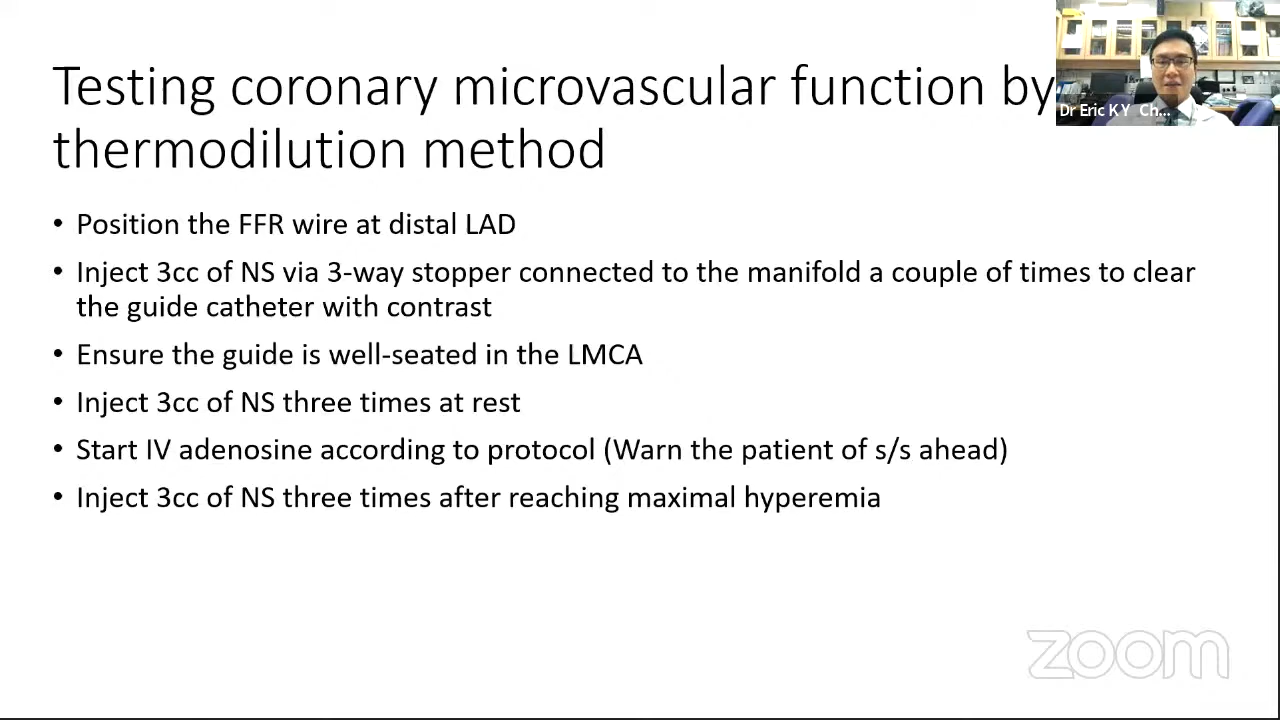 Testing coronary microvascular function by
thermodilution method
Dr Eric K Y Ch...
• Position the FFR wire at distal LAD
• Inject 3cc of NS via 3-way stopper connected to the manifold a couple of times to clear
the guide catheter with contrast
• Ensure the guide is well-seated in the LMCA
• Inject 3cc of NS three times at rest
• Start IV adenosine according to protocol (Warn the patient of s/s ahead)
• Inject 3cc of NS three times after reaching maximal hyperemia
zoom